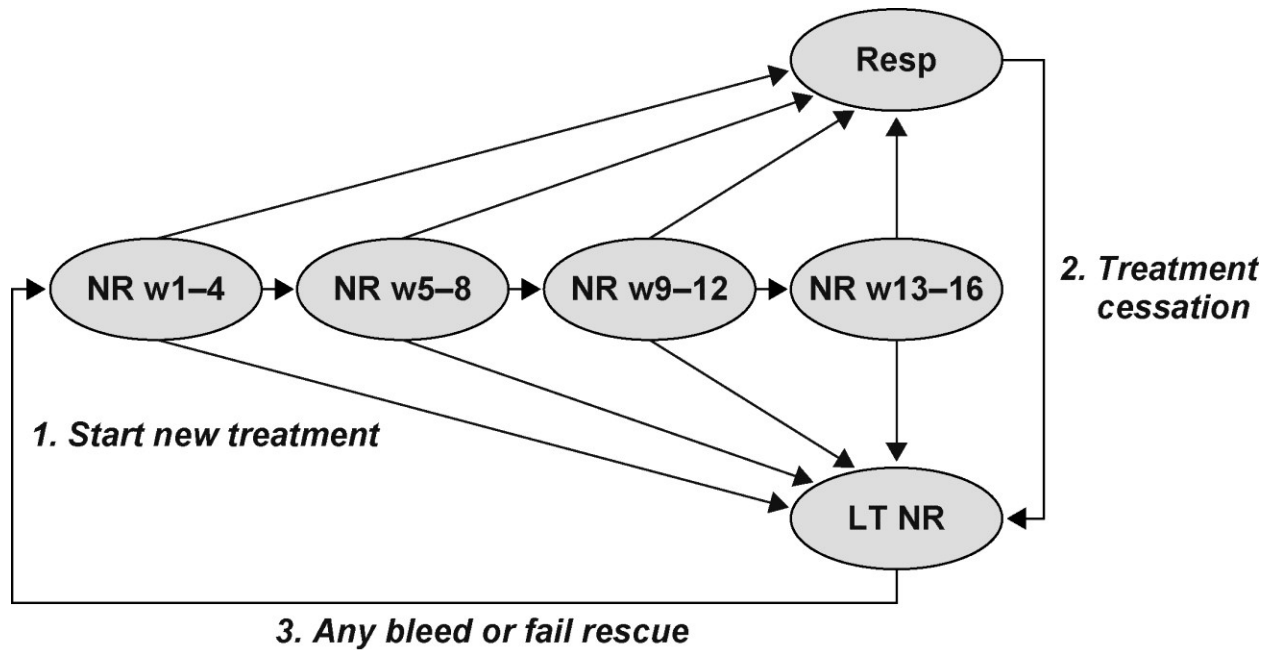 Resp
NR w1–4
NR w5–8
NR w9–12
NR w13–16
2. Treatment
cessation
1. Start new treatment
LT NR
3. Any bleed or fail rescue